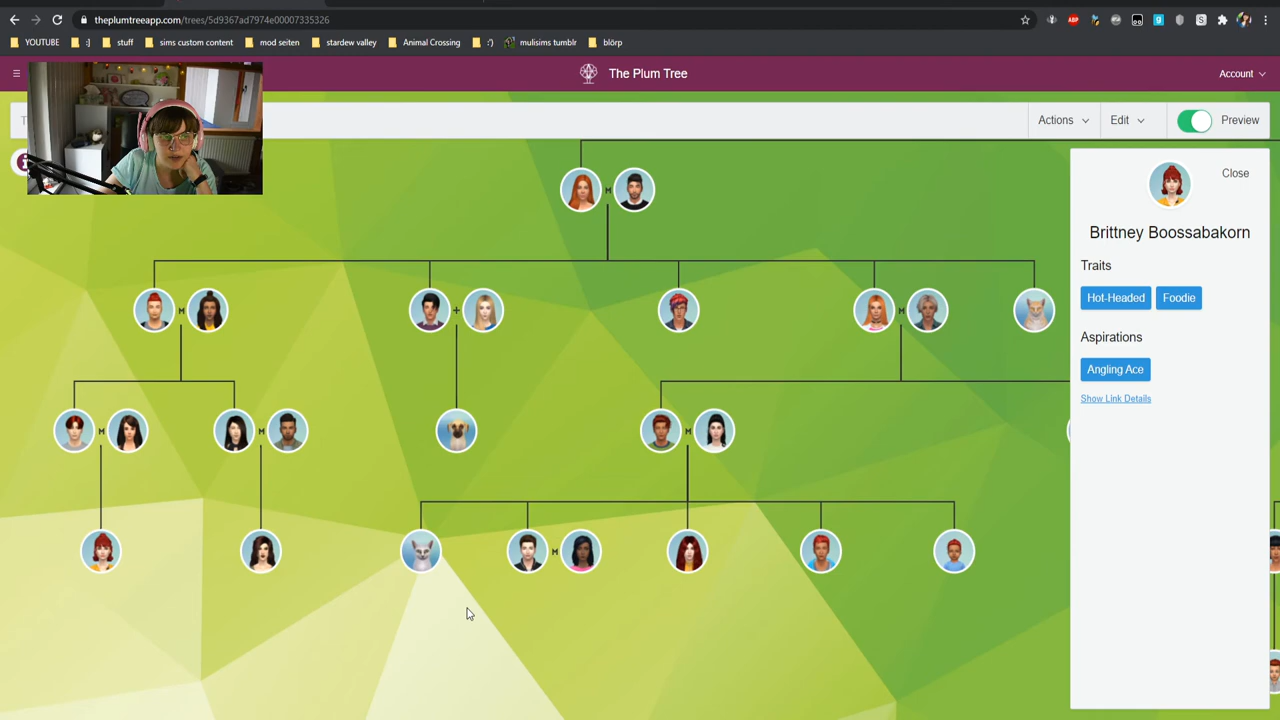 theplumtreeapp.com/trees/5d9367ad7974e00007335326
YOUTUBE :) stuff sims custom content mod seiten stardew valley Animal Crossing :') mulisims tumblr blörp
The Plum Tree
Account
T
Actions
Edit
Preview
M
Close
Brittney Boossabakorn
Traits
Hot-Headed Foodie
M + M
Aspirations
Angling Ace
Show Link Details
M M M
M